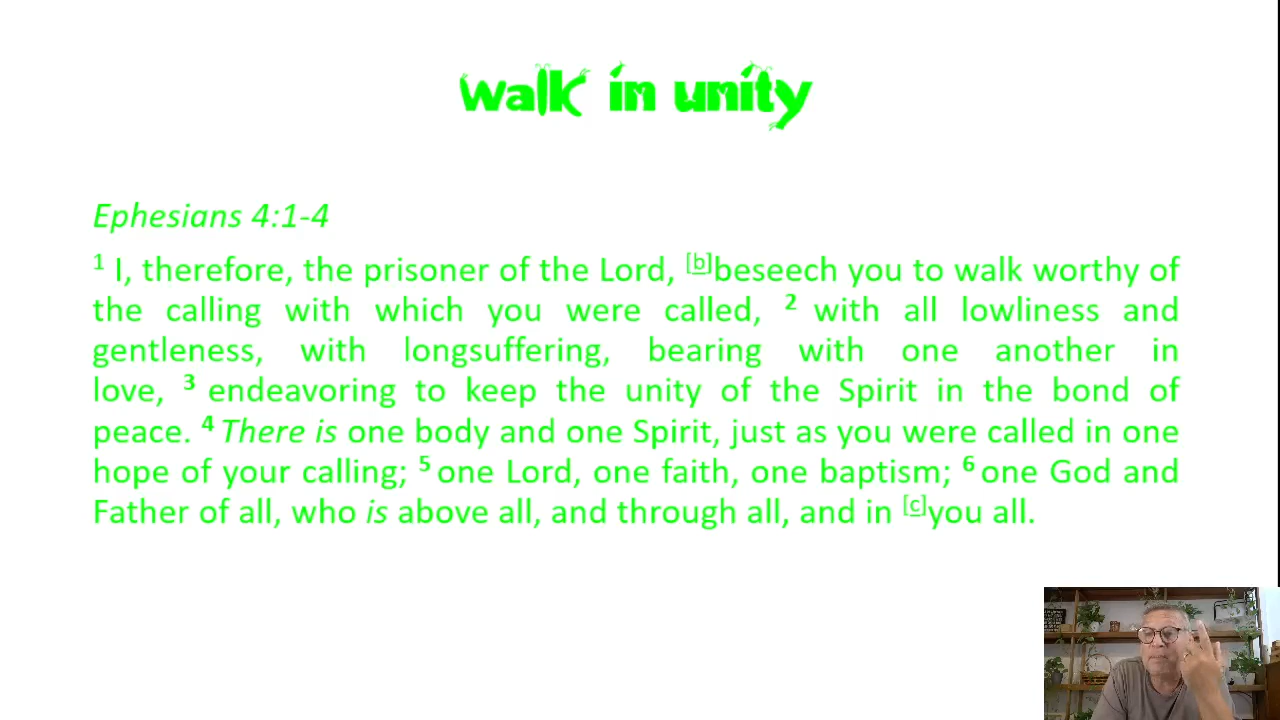 walk in unity
Ephesians 4:1-4
1 I, therefore, the prisoner of the Lord, [b]beseech you to walk worthy of
the calling with which you were called, 2 with all lowliness and
gentleness, with longsuffering, bearing with one another in
love, 3 endeavoring to keep the unity of the Spirit in the bond of
peace. 4 There is one body and one Spirit, just as you were called in one
hope of your calling; 5 one Lord, one faith, one baptism; 6 one God and
Father of all, who is above all, and through all, and in [c]you all.